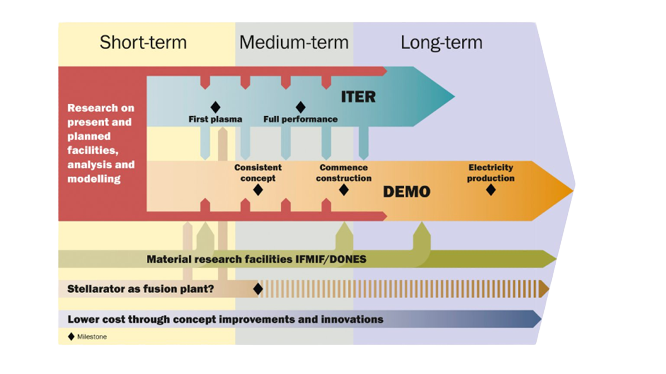 Short-term
Medium-term
Long-term
Research on
present and
planned
facilities,
analysis and
modelling
ITER
First plasma
Full performance
Consistent
concept
Commence
construction
DEMO
Electricity
production
Material research facilities IFMIF/DONES
Stellarator as fusion plant?
Lower cost through concept improvements and innovations
Milestone